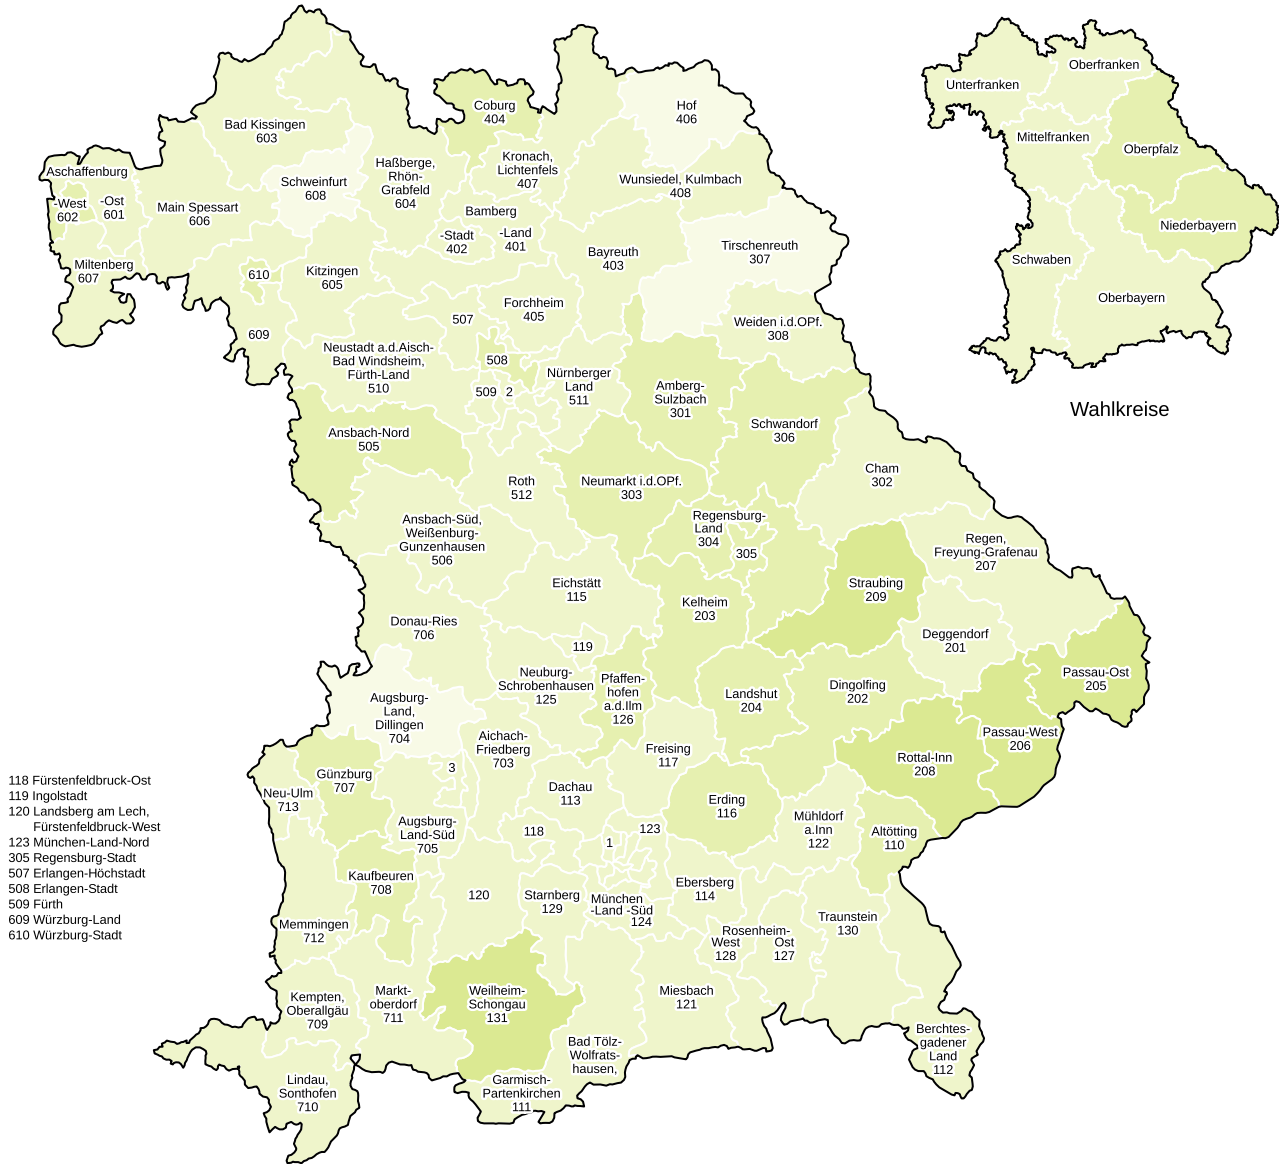 Coburg
404
Hof
406
Bad Kissingen
603
Kronach,
Lichtenfels
407
Haßberge,
Rhön-
Grabfeld
604
Aschaffenburg
-West
602
-Ost
601
Schweinfurt
608
Wunsiedel, Kulmbach
408
Main Spessart
606
Bamberg
-Stadt
402
-Land
401
Bayreuth
403
Tirschenreuth
307
Miltenberg
607
610
Kitzingen
605
Forchheim
405
507
609
Weiden i.d.OPf.
308
Neustadt a.d.Aisch-
Bad Windsheim,
Fürth-Land
510
508
509
2
Nürnberger
Land
511
Amberg-
Sulzbach
301
Schwandorf
306
Ansbach-Nord
505
Cham
302
Roth
512
Neumarkt i.d.OPf.
303
Ansbach-Süd,
Weißenburg-
Gunzenhausen
506
Regensburg-
Land
304
305
Regen,
Freyung-Grafenau
207
Eichstätt
115
Straubing
209
Kelheim
203
Donau-Ries
706
Deggendorf
201
119
Neuburg-
Schrobenhausen
125
Pfaffen-
hofen
a.d.Ilm
126
Passau-Ost
205
Augsburg-
Land,
Dillingen
704
Landshut
204
Dingolfing
202
Passau-West
206
Aichach-
Friedberg
703
Freising
117
Rottal-Inn
208
3
Günzburg
707
Neu-Ulm
713
Dachau
113
Erding
116
Augsburg-
Land-Süd
705
118
123
1
Mühldorf
a.Inn
122
Altötting
110
Kaufbeuren
708
120
Starnberg
129
München
-Land -Süd
124
Ebersberg
114
Memmingen
712
Traunstein
130
Rosenheim-
West
128
Ost
127
Kempten,
Oberallgäu
709
Markt-
oberdorf
711
Weilheim-
Schongau
131
Miesbach
121
Bad Tölz-
Wolfrats-
hausen,
Garmisch-
Partenkirchen
111
Berchtes-
gadener
Land
112
Lindau,
Sonthofen
710
118 Fürstenfeldbruck-Ost
119 Ingolstadt
120 Landsberg am Lech,
Fürstenfeldbruck-West
123 München-Land-Nord
305 Regensburg-Stadt
507 Erlangen-Höchstadt
508 Erlangen-Stadt
509 Fürth
609 Würzburg-Land
610 Würzburg-Stadt
Unterfranken
Oberfranken
Mittelfranken
Oberpfalz
Niederbayern
Schwaben
Oberbayern
Wahlkreise